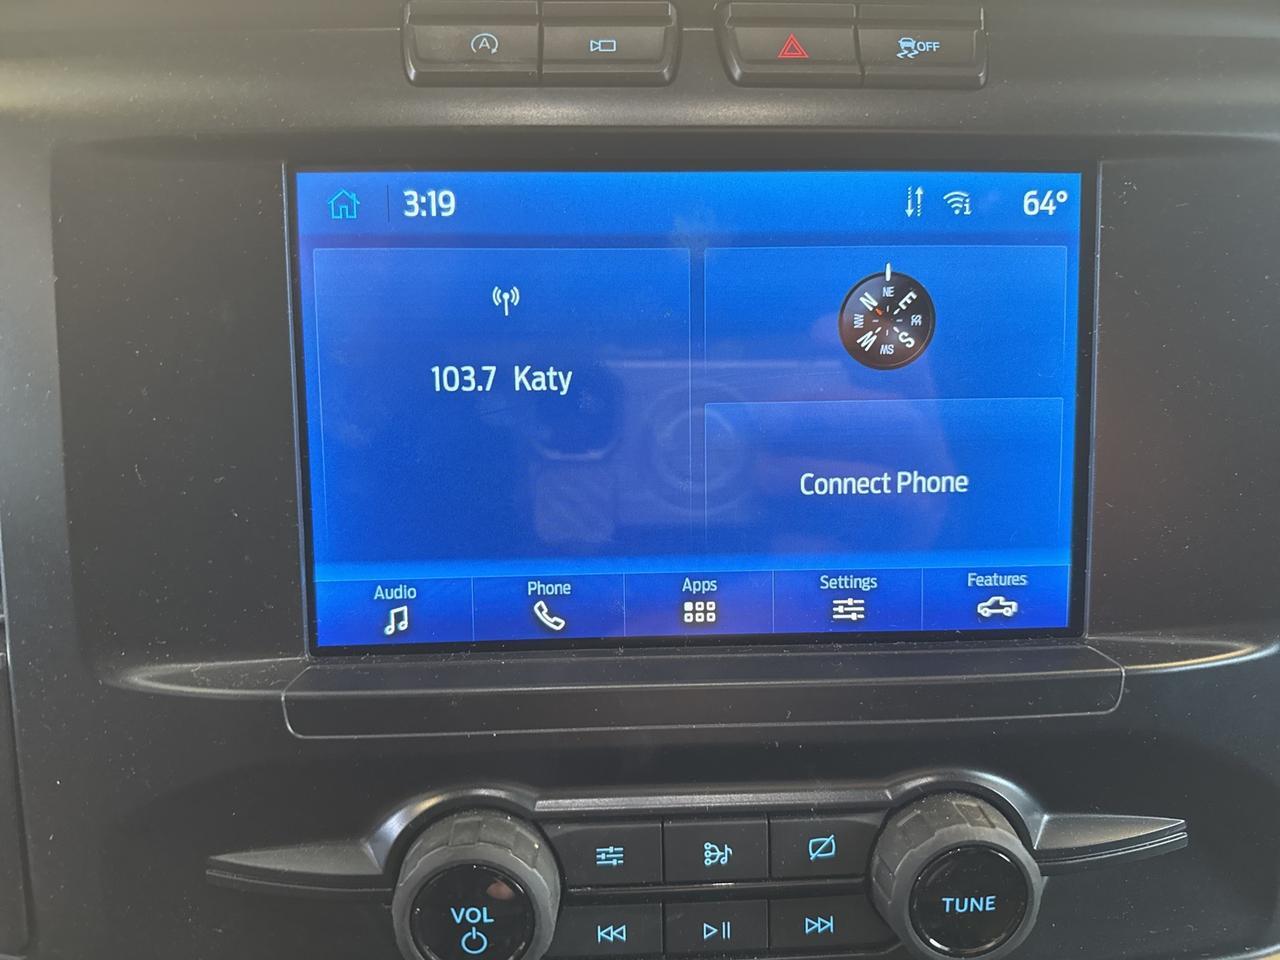 A
OFF
3:19
64°
103.7 Katy
NE
N E
NW SE
W S
SW
Connect Phone
Audio Phone Apps Settings Features
VOL
TUNE